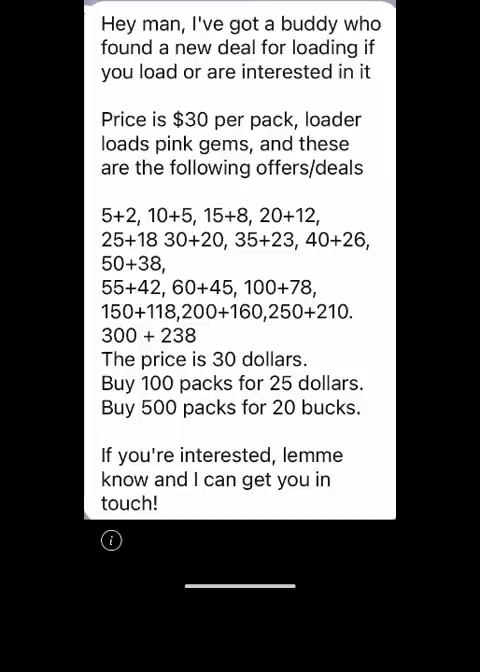 Hey man, I've got a buddy who
found a new deal for loading if
you load or are interested in it
Price is $30 per pack, loader
loads pink gems, and these
are the following offers/deals
5+2, 10+5, 15+8, 20+12,
25+18 30+20, 35+23, 40+26,
50+38,
55+42, 60+45, 100+78,
150+118,200+160,250+210.
300 + 238
The price is 30 dollars.
Buy 100 packs for 25 dollars.
Buy 500 packs for 20 bucks.
If you're interested, lemme
know and I can get you in
touch!